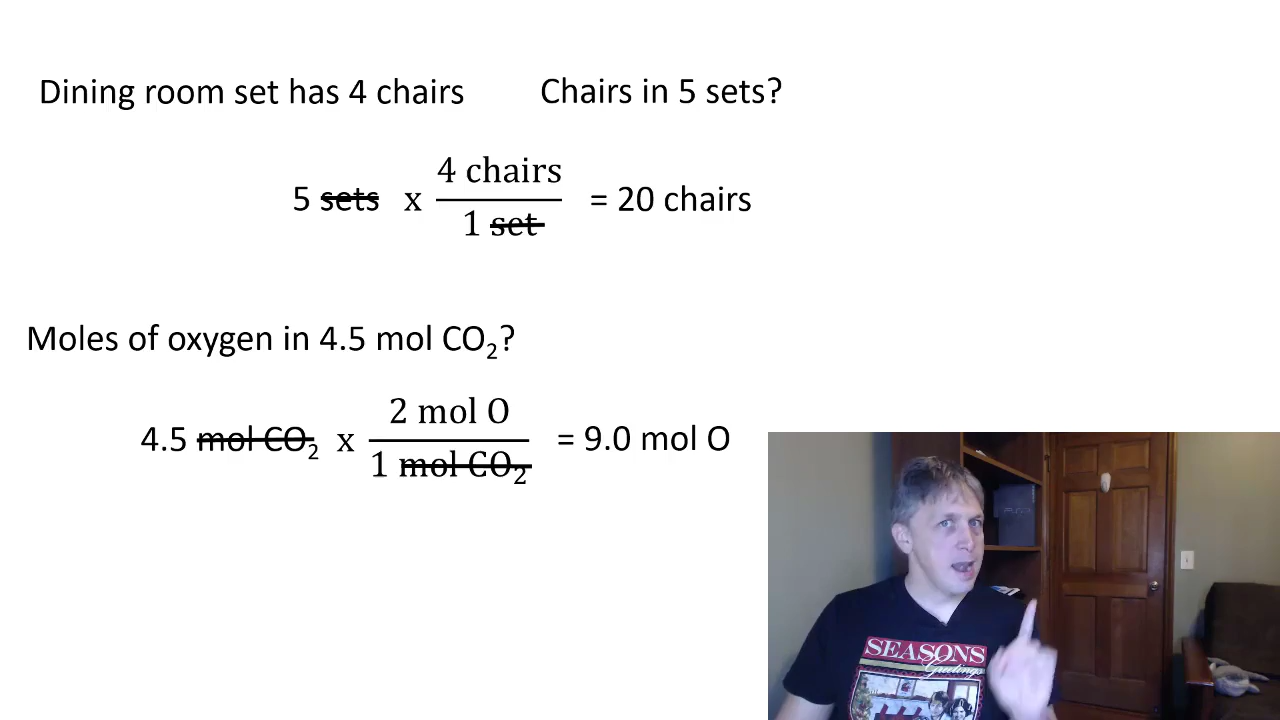 Dining room set has 4 chairs Chairs in 5 sets?
4 chairs
5 sets x = 20 chairs
1 set
Moles of oxygen in 4.5 mol CO₂?
2 mol O
4.5 mol CO₂ x = 9.0 mol O
1 mol CO₂
SEASONS
Greetings